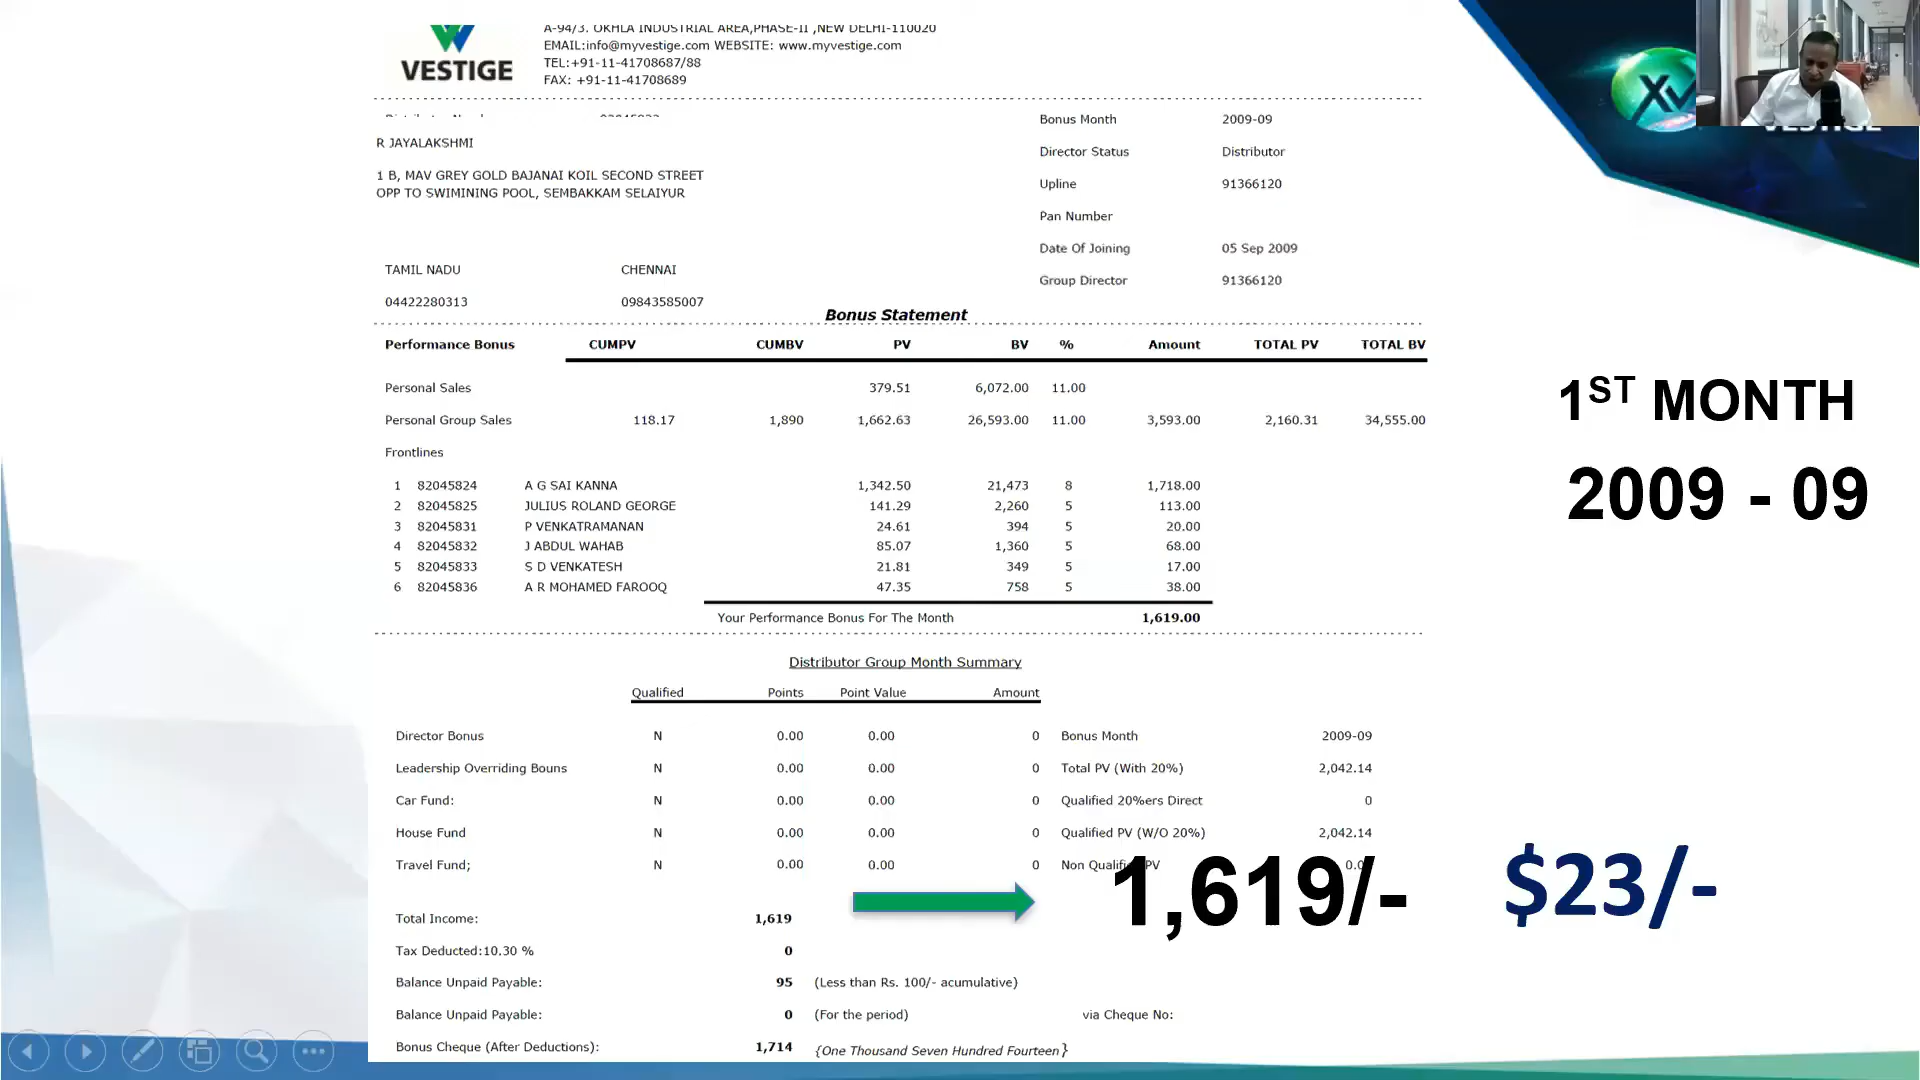 A-94/3. OKHLA INDUSTRIAL AREA,PHASE-II ,NEW DELHI-110020
EMAIL:info@myvestige.com WEBSITE: www.myvestige.com
VESTIGE
TEL:+91-11-41708687/88
FAX: +91-11-41708689
R JAYALAKSHMI
1 B, MAV GREY GOLD BAJANAI KOIL SECOND STREET
OPP TO SWIMINING POOL, SEMBAKKAM SELAIYUR
TAMIL NADU CHENNAI
04422280313 09843585007
Bonus Month 2009-09
Director Status Distributor
Upline 91366120
Pan Number
Date Of Joining 05 Sep 2009
Group Director 91366120
Bonus Statement
Performance Bonus CUMPV CUMBV PV BV % Amount TOTAL PV TOTAL BV
Personal Sales 379.51 6,072.00 11.00
Personal Group Sales 118.17 1,890 1,662.63 26,593.00 11.00 3,593.00 2,160.31 34,555.00
Frontlines
1 82045824 A G SAI KANNA 1,342.50 21,473 8 1,718.00
2 82045825 JULIUS ROLAND GEORGE 141.29 2,260 5 113.00
3 82045831 P VENKATRAMANAN 24.61 394 5 20.00
4 82045832 J ABDUL WAHAB 85.07 1,360 5 68.00
5 82045833 S D VENKATESH 21.81 349 5 17.00
6 82045836 A R MOHAMED FAROOQ 47.35 758 5 38.00
Your Performance Bonus For The Month 1,619.00
Distributor Group Month Summary
Qualified Points Point Value Amount
Director Bonus N 0.00 0.00 0 Bonus Month 2009-09
Leadership Overriding Bouns N 0.00 0.00 0 Total PV (With 20%) 2,042.14
Car Fund: N 0.00 0.00 0 Qualified 20%ers Direct 0
House Fund N 0.00 0.00 0 Qualified PV (W/O 20%) 2,042.14
Travel Fund; N 0.00 0.00 0 Non PV
Total Income: 1,619
Tax Deducted:10.30 % 0
Balance Unpaid Payable: 95 (Less than Rs. 100/- acumulative)
Balance Unpaid Payable: 0 (For the period) via Cheque No:
Bonus Cheque (After Deductions): 1,714 {One Thousand Seven Hundred Fourteen}
1,619/- $23/-
1ST MONTH
2009 - 09
XV
VESTIGE